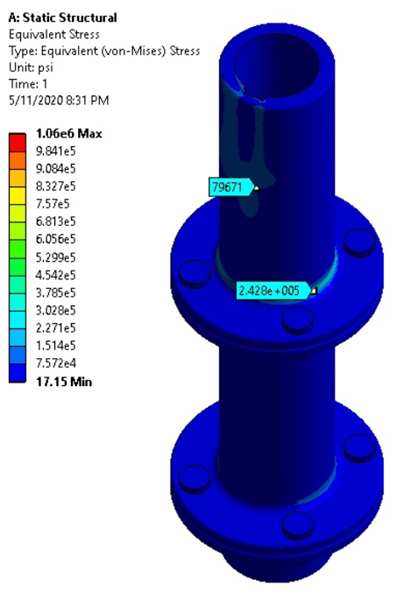 A: Static Structural
Equivalent Stress
Type: Equivalent (von-Mises) Stress
Unit: psi
Time: 1
5/11/2020 8:31 PM
1.06e6 Max
9.841e5
9.084e5
8.327e5
7.57e5
6.813e5
6.056e5
5.299e5
4.542e5
3.785e5
3.028e5
2.271e5
1.514e5
7.572e4
17.15 Min
79671
2.428e+005